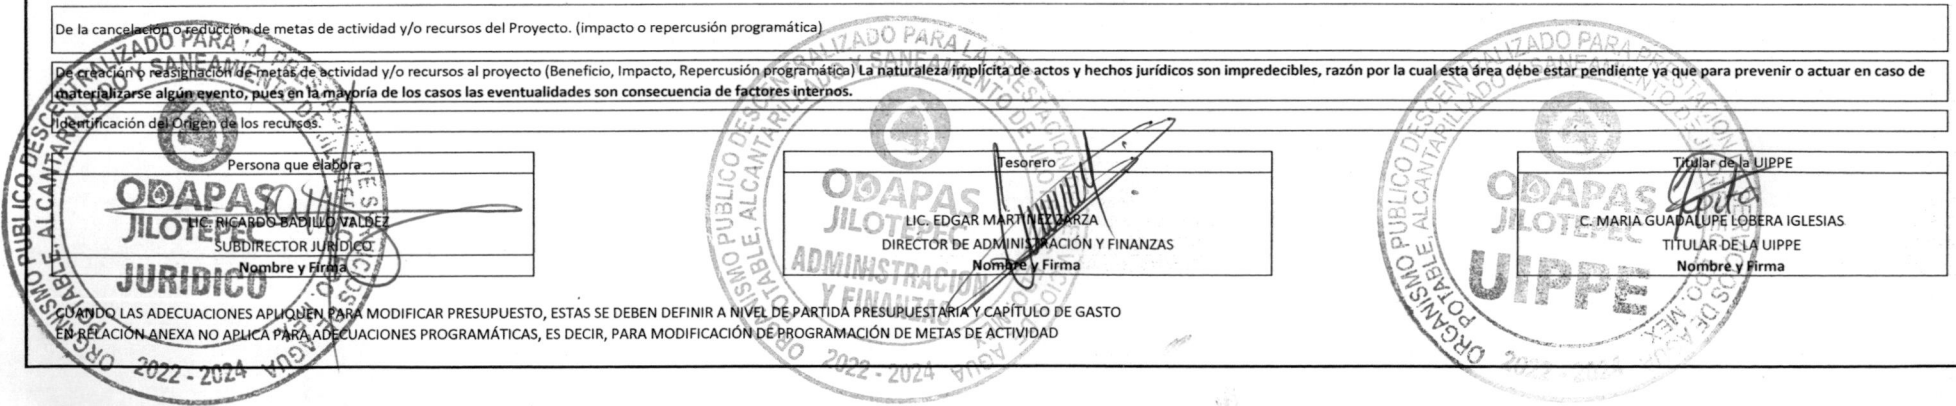 De la cancelación o reducción de metas de actividad y/o recursos del Proyecto. (impacto o repercusión programática)
De creación o reasignación de metas de actividad y/o recursos al proyecto (Beneficio, Impacto, Repercusión programática) La naturaleza implícita de actos y hechos jurídicos son impredecibles, razón por la cual esta área debe estar pendiente ya que para prevenir o actuar en caso de
materializarse algún evento, pues en la mayoría de los casos las eventualidades son consecuencia de factores internos.
Identificación del Origen de los recursos.
Persona que elabora
LIC. RICARDO BADILLO VALDEZ
SUBDIRECTOR JURIDICO
Nombre y Firma
Tesorero
LIC. EDGAR MARTINEZ ZARZA
DIRECTOR DE ADMINISTRACIÓN Y FINANZAS
Nombre y Firma
Titular de la UIPPE
C. MARIA GUADALUPE LOBERA IGLESIAS
TITULAR DE LA UIPPE
Nombre y Firma
CUANDO LAS ADECUACIONES APLIQUEN PARA MODIFICAR PRESUPUESTO, ESTAS SE DEBEN DEFINIR A NIVEL DE PARTIDA PRESUPUESTARIA Y CAPÍTULO DE GASTO
EN RELACIÓN ANEXA NO APLICA PARA ADECUACIONES PROGRAMÁTICAS, ES DECIR, PARA MODIFICACIÓN DE PROGRAMACIÓN DE METAS DE ACTIVIDAD
ODAPAS
JILOTEPEC
JURIDICO
2022 - 2024
ODAPAS
JILOTEPEC
ADMINISTRACIÓN
Y FINANZAS
2022 - 2024
ODAPAS
JILOTEPEC
UIPPE
2022 - 2024